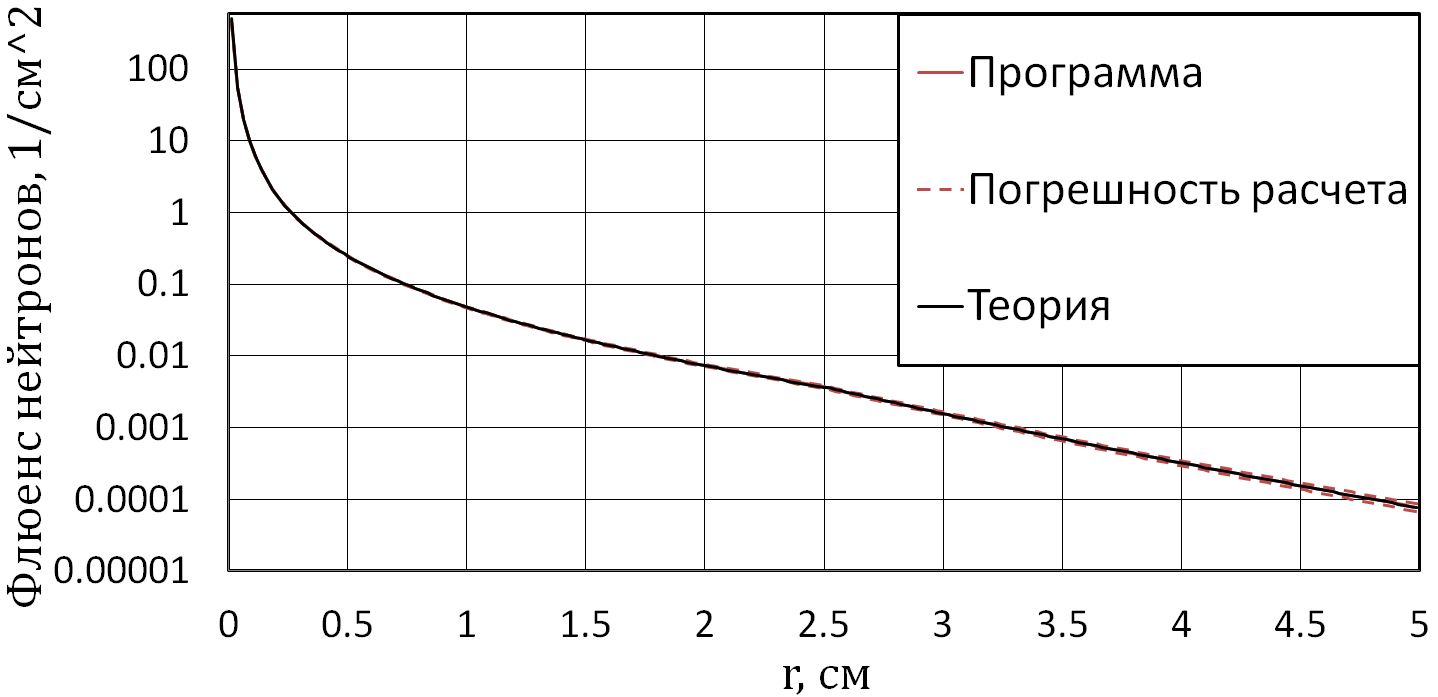 Флюенс нейтронов, 1/см^2
100
10
1
0.1
0.01
0.001
0.0001
0.00001
0 0.5 1 1.5 2 2.5 3 3.5 4 4.5 5
r, см
Программа
Погрешность расчета
Теория